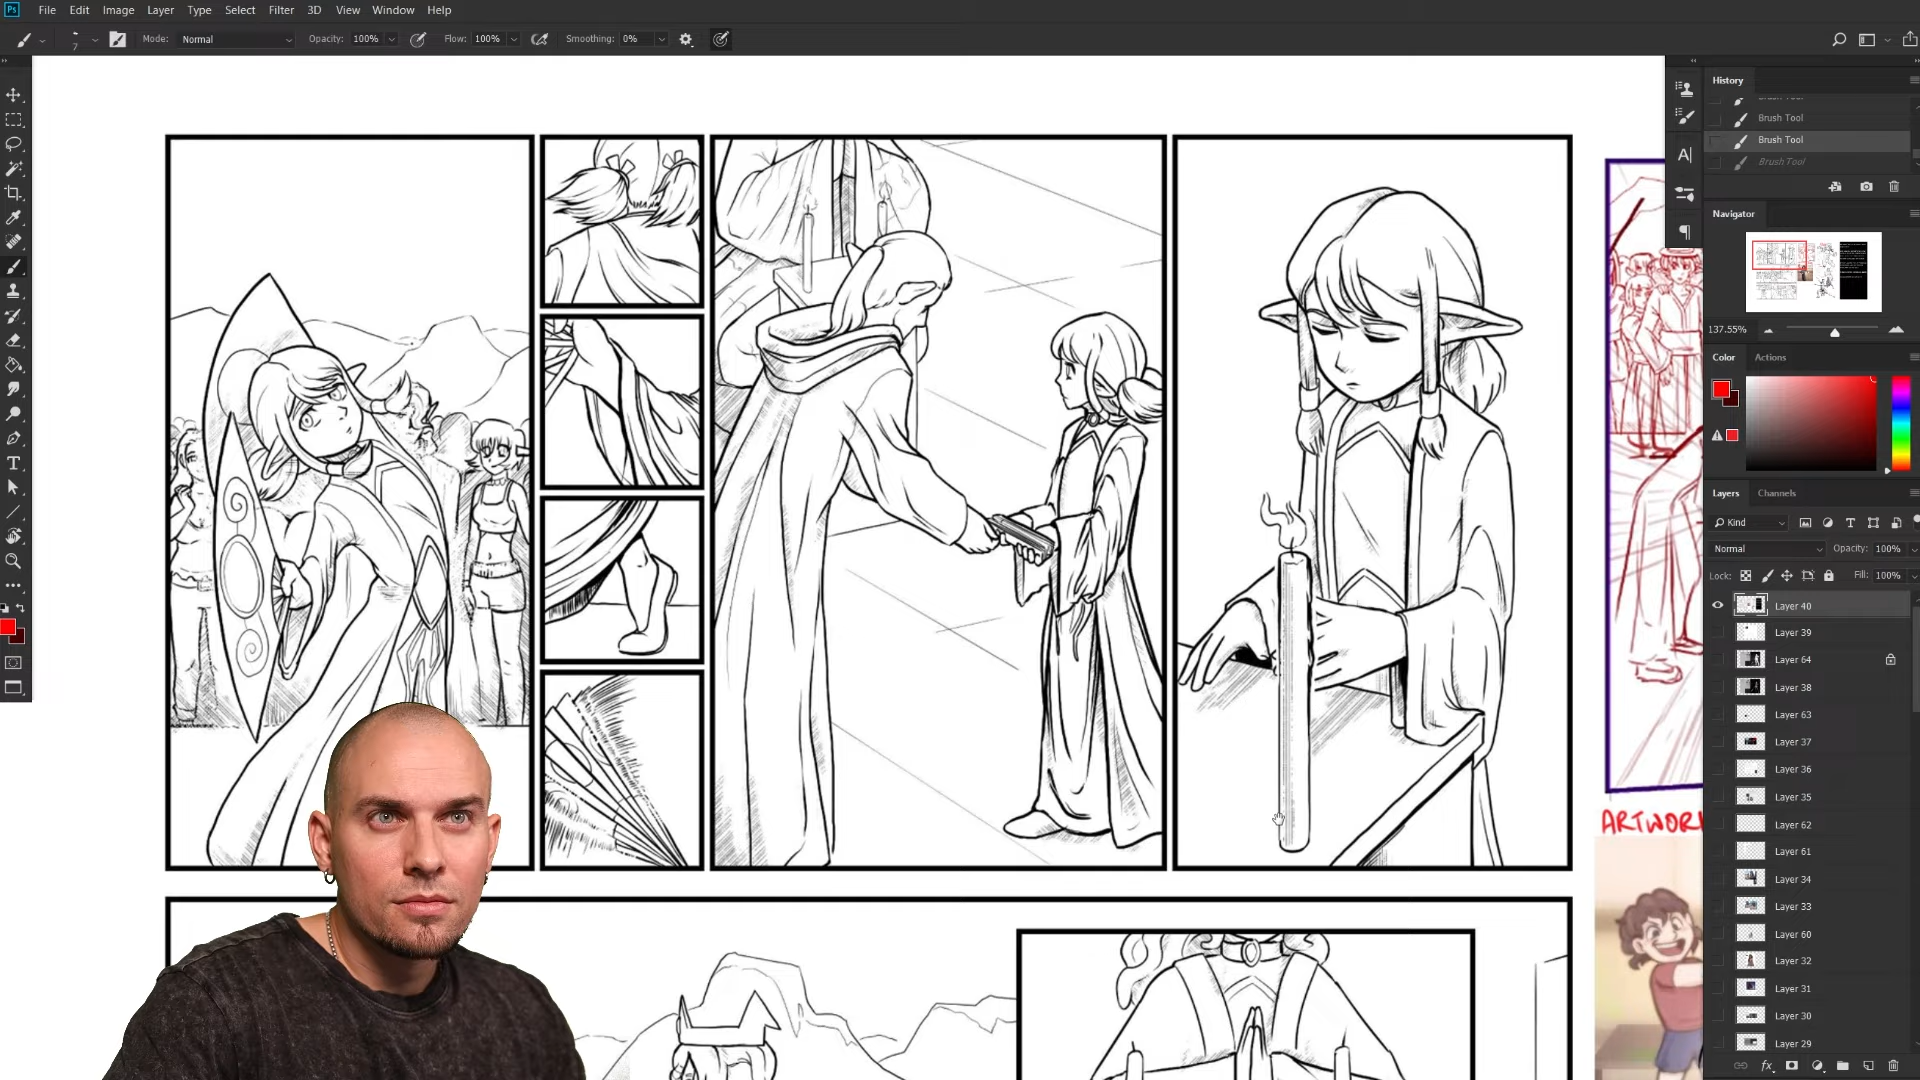 Ps File Edit Image Layer Type Select Filter 3D View Window Help
7 Mode: Normal Opacity: 100% Flow: 100% Smoothing: 0%
History
Brush Tool
Brush Tool
Brush Tool
Navigator
137.55%
Color Actions
Layers Channels
Kind
Normal Opacity: 100%
Lock: Fill: 100%
Layer 40
Layer 39
Layer 64
Layer 38
Layer 63
Layer 37
Layer 36
Layer 35
Layer 62
Layer 61
Layer 34
Layer 33
Layer 60
Layer 32
Layer 31
Layer 30
Layer 29
fx
ARTWOR